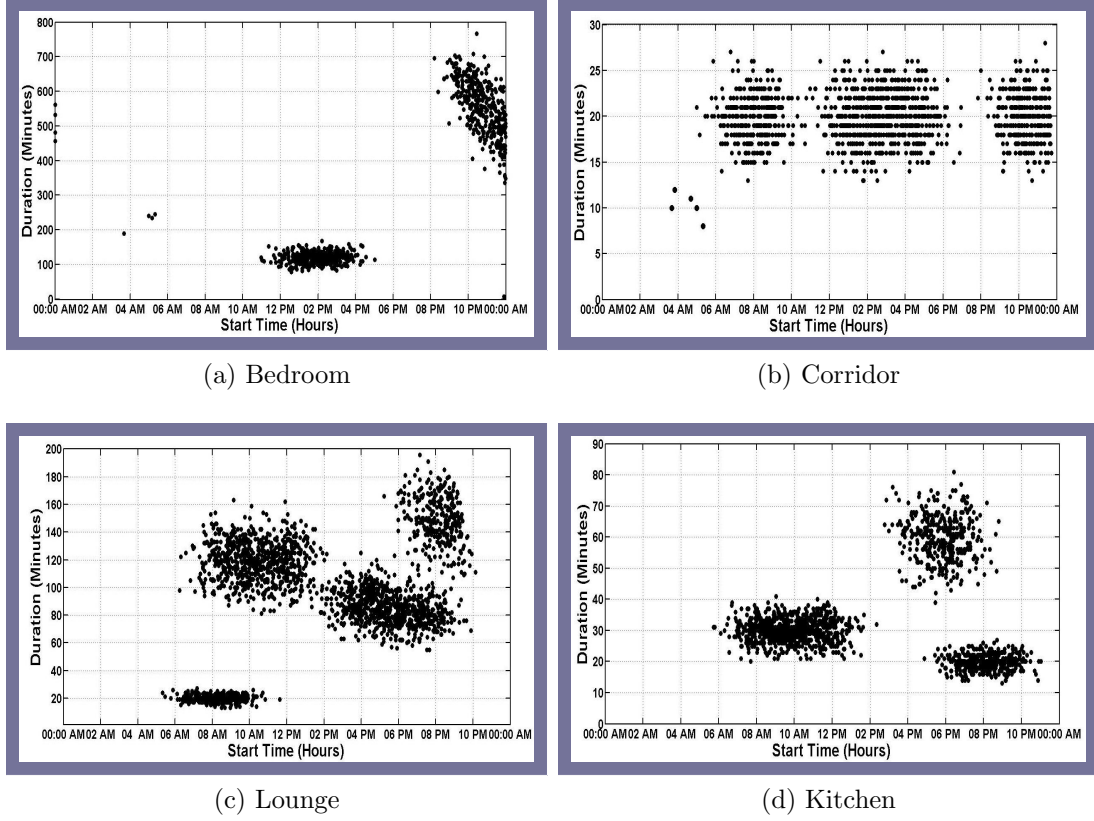 800
700
600
500
400
300
200
100
0
Duration (Minutes)
00:00 AM 02 AM 04 AM 06 AM 08 AM 10 AM 12 PM 02 PM 04 PM 06 PM 08 PM 10 PM 00:00 AM
Start Time (Hours)
(a) Bedroom
30
25
20
15
10
5
0
Duration (Minutes)
00:00 AM 02 AM 04 AM 06 AM 08 AM 10 AM 12 PM 02 PM 04 PM 06 PM 08 PM 10 PM 00:00 AM
Start Time (Hours)
(b) Corridor
200
180
160
140
120
100
80
60
40
20
Duration (Minutes)
00:00 AM 02 AM 04 AM 06 AM 08 AM 10 AM 12 PM 02 PM 04 PM 06 PM 08 PM 10 PM 00:00 AM
Start Time (Hours)
(c) Lounge
90
80
70
60
50
40
30
20
10
0
Duration (Minutes)
00:00 AM 02 AM 04 AM 06 AM 08 AM 10 AM 12 PM 02 PM 04 PM 06 PM 08 PM 10 PM 00:00 AM
Start Time (Hours)
(d) Kitchen